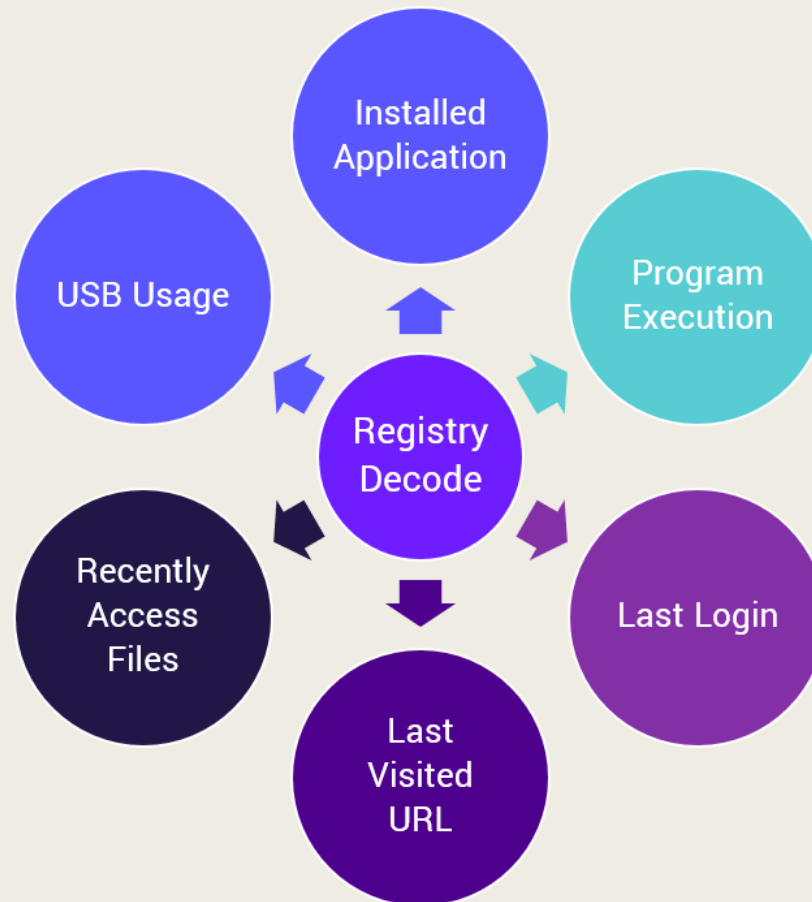 Installed
Application
Program
Execution
Last Login
Last
Visited
URL
Recently
Access
Files
USB Usage
Registry
Decode